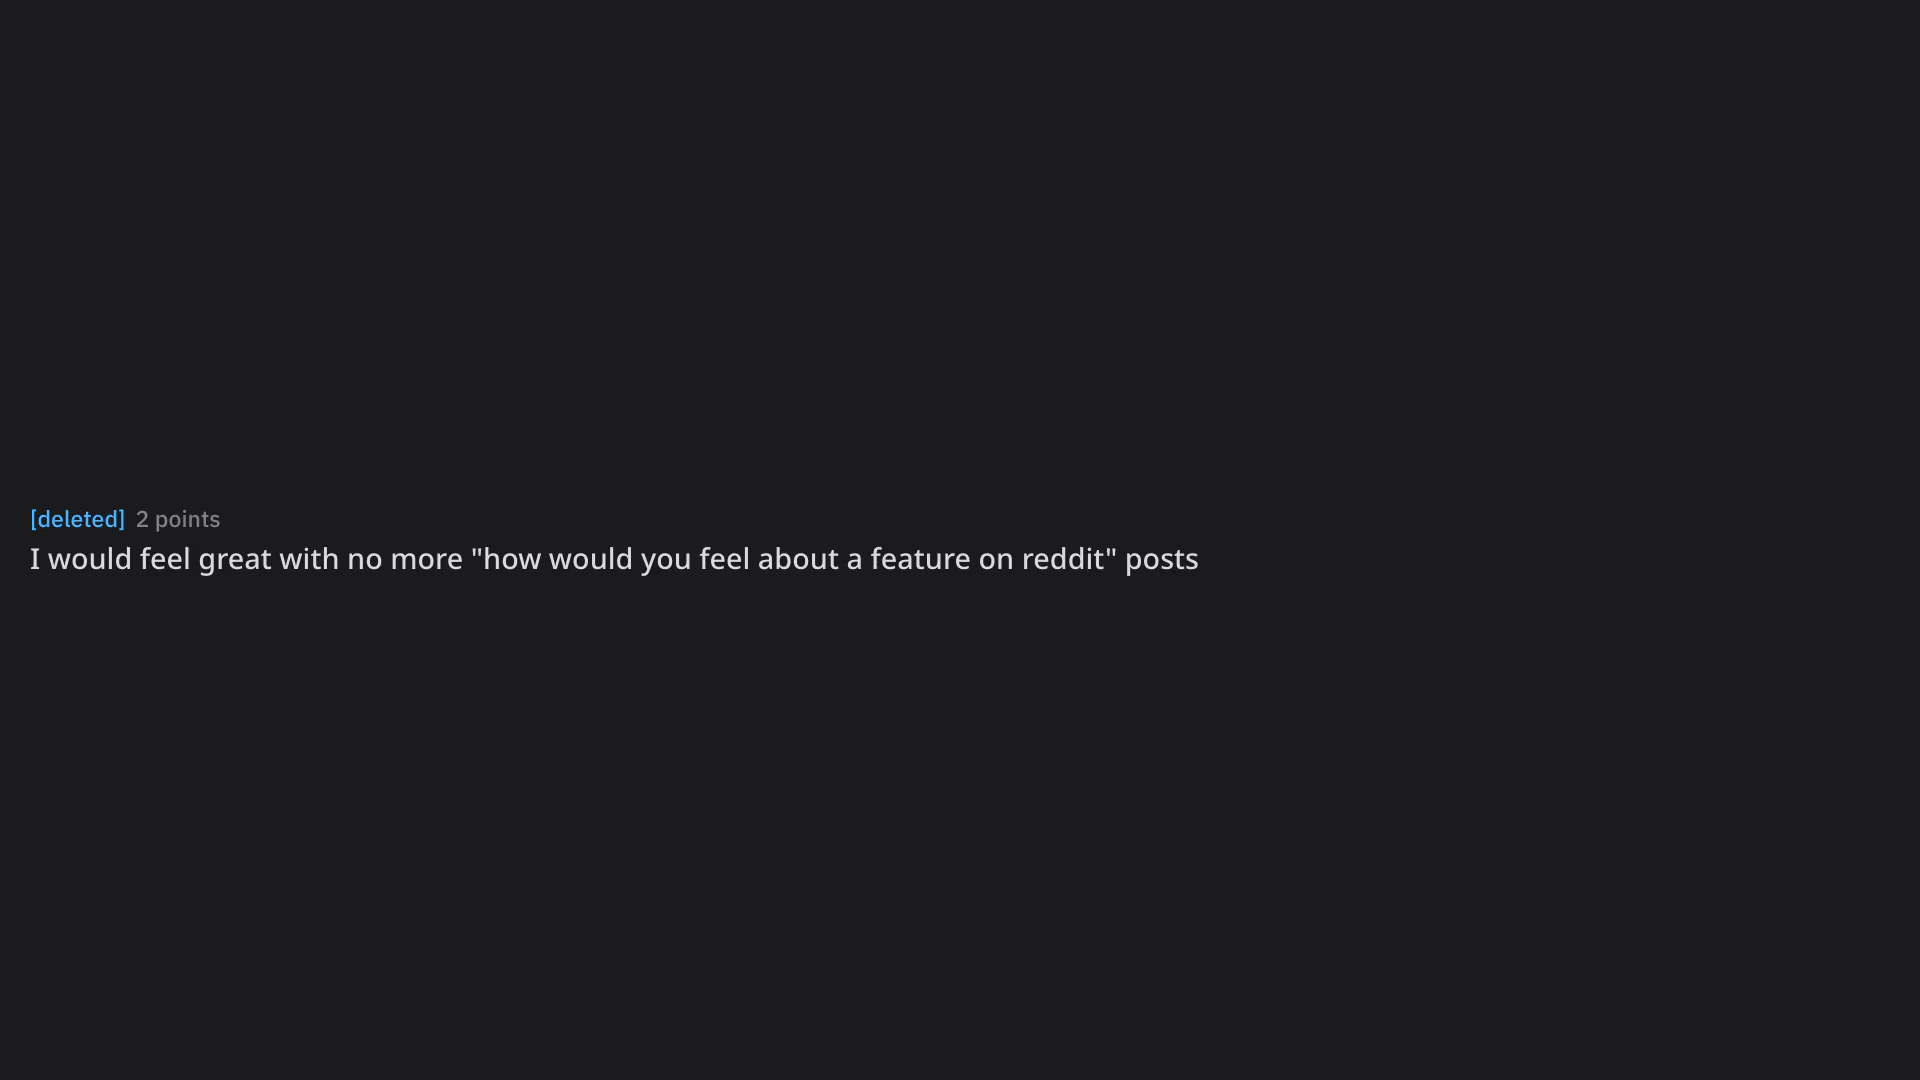 [deleted] 2 points
I would feel great with no more "how would you feel about a feature on reddit" posts